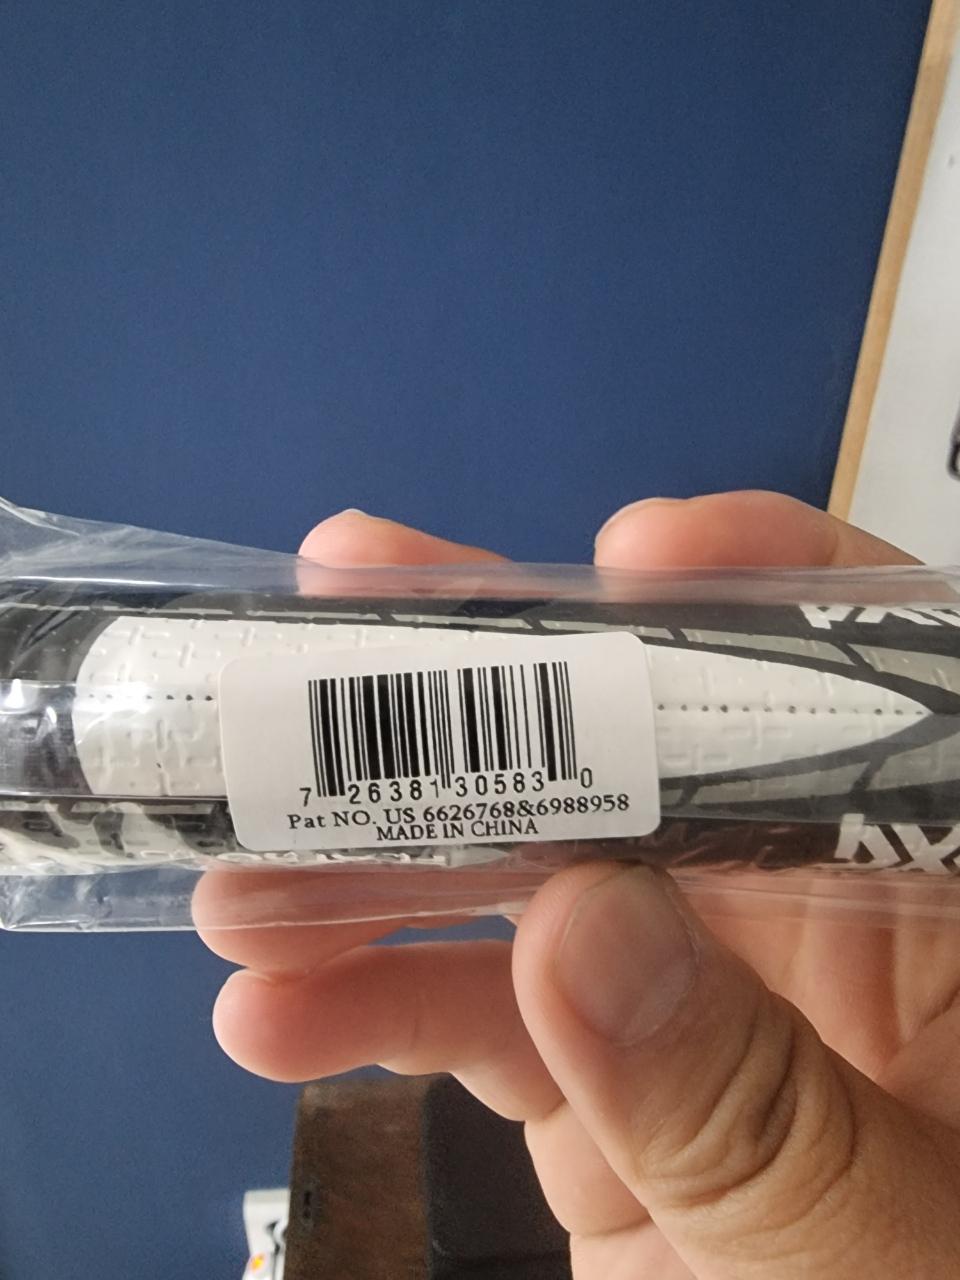 7 26381 30583 0
Pat NO. US 6626768&6988958
MADE IN CHINA